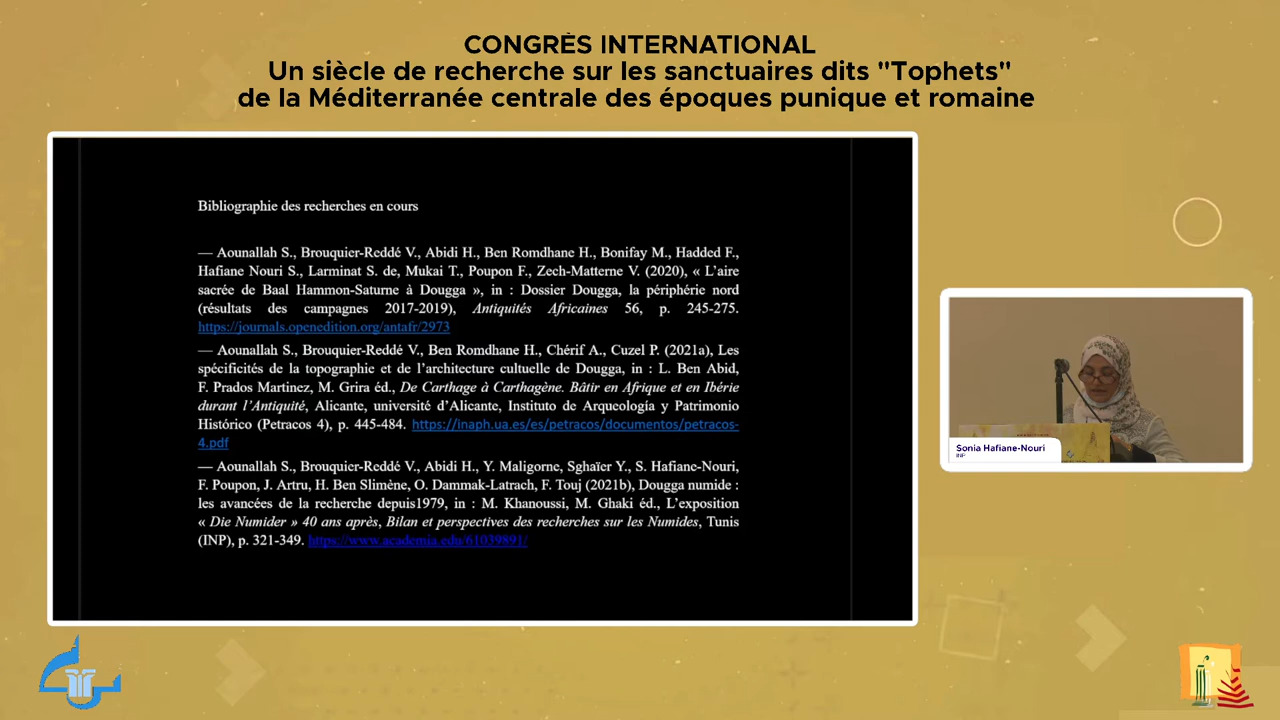 CONGRÈS INTERNATIONAL
Un siècle de recherche sur les sanctuaires dits "Tophets"
de la Méditerranée centrale des époques punique et romaine
Bibliographie des recherches en cours
— Aounallah S., Brouquier-Reddé V., Abidi H., Ben Romdhane H., Bonifay M., Hadded F.,
Hafiane Nouri S., Larminat S. de, Mukai T., Poupon F., Zech-Matterne V. (2020), « L’aire
sacrée de Baal Hammon-Saturne à Dougga », in : Dossier Dougga, la périphérie nord
(résultats des campagnes 2017-2019), Antiquités Africaines 56, p. 245-275.
https://journals.openedition.org/antafr/2973
— Aounallah S., Brouquier-Reddé V., Ben Romdhane H., Chérif A., Cuzel P. (2021a), Les
spécificités de la topographie et de l’architecture cultuelle de Dougga, in : L. Ben Abid,
F. Prados Martinez, M. Grira éd., De Carthage à Carthagène. Bâtir en Afrique et en Ibérie
durant l’Antiquité, Alicante, université d’Alicante, Instituto de Arqueología y Patrimonio
Histórico (Petracos 4), p. 445-484. https://inaph.ua.es/es/petracos/documentos/petracos-
4.pdf
— Aounallah S., Brouquier-Reddé V., Abidi H., Y. Maligorne, Sghaïer Y., S. Hafiane-Nouri,
F. Poupon, J. Artru, H. Ben Slimène, O. Dammak-Latrach, F. Touj (2021b), Dougga numide :
les avancées de la recherche depuis1979, in : M. Khanoussi, M. Ghaki éd., L’exposition
« Die Numider » 40 ans après, Bilan et perspectives des recherches sur les Numides, Tunis
(INP), p. 321-349. https://www.academia.edu/61039891/
Sonia Hafiane-Nouri
INP